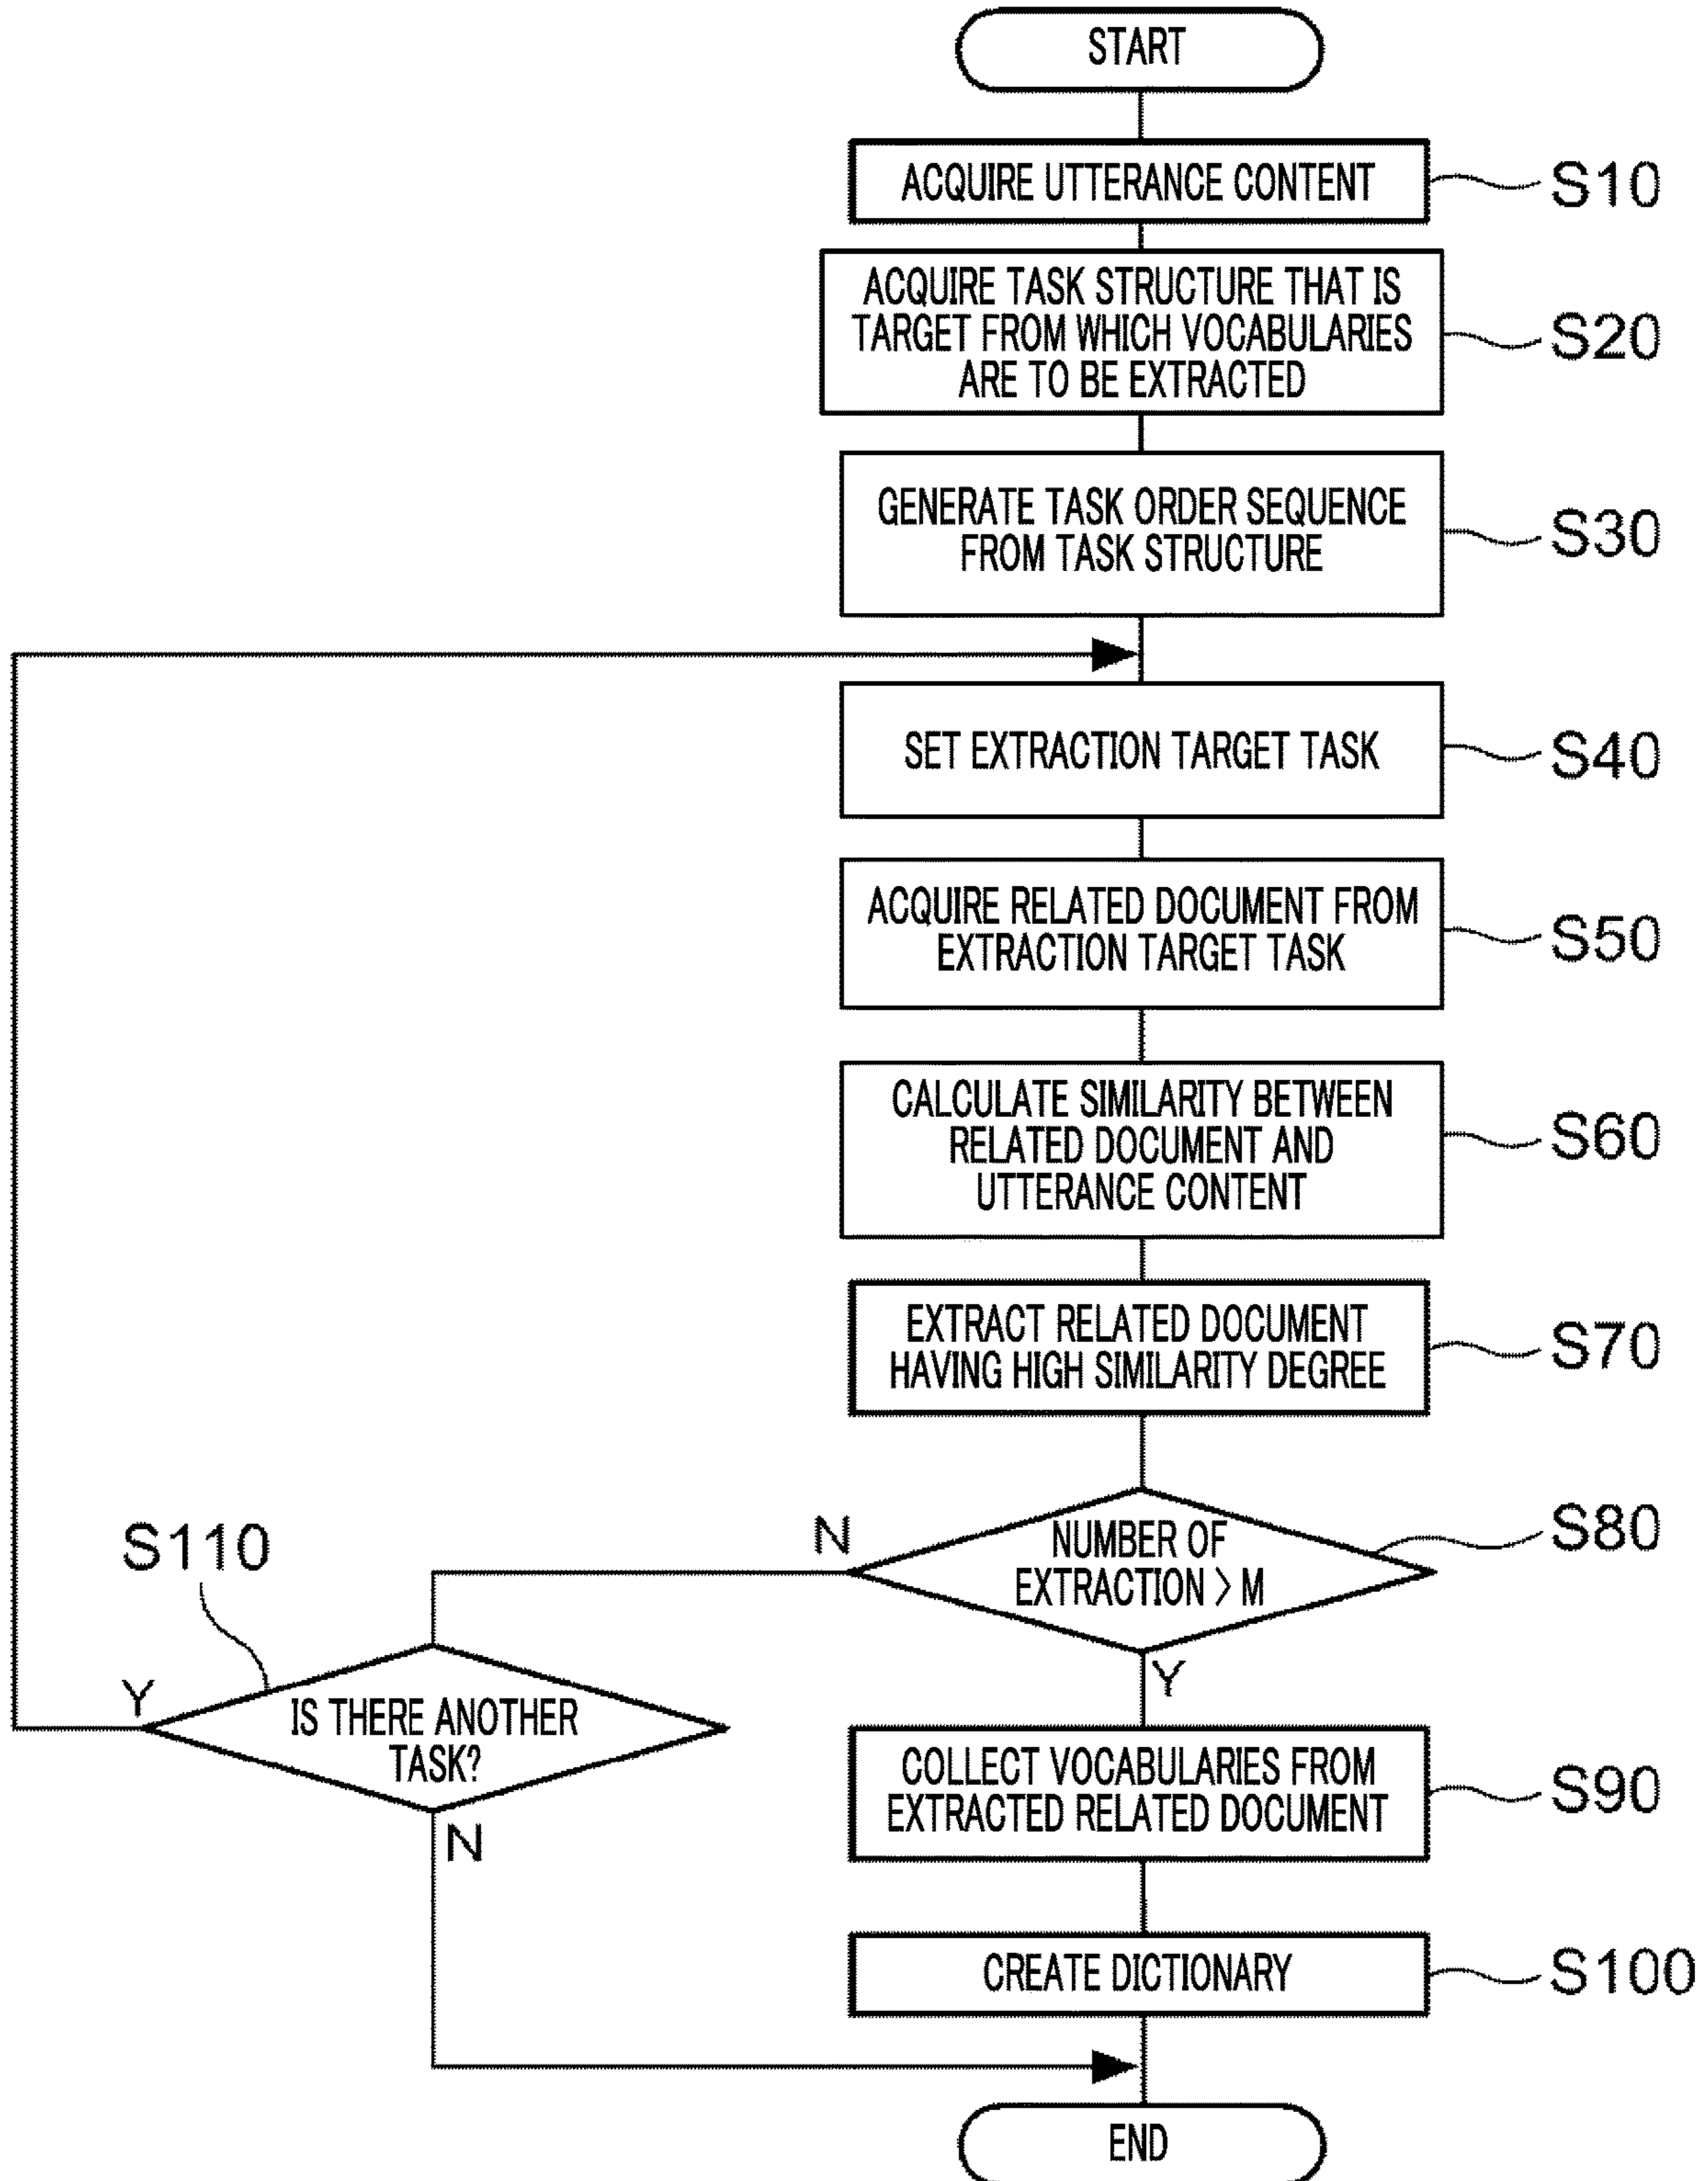 START
ACQUIRE UTTERANCE CONTENT
S10
ACQUIRE TASK STRUCTURE THAT IS
TARGET FROM WHICH VOCABULARIES
ARE TO BE EXTRACTED
S20
GENERATE TASK ORDER SEQUENCE
FROM TASK STRUCTURE
S30
SET EXTRACTION TARGET TASK
S40
ACQUIRE RELATED DOCUMENT FROM
EXTRACTION TARGET TASK
S50
CALCULATE SIMILARITY BETWEEN
RELATED DOCUMENT AND
UTTERANCE CONTENT
S60
EXTRACT RELATED DOCUMENT
HAVING HIGH SIMILARITY DEGREE
S70
NUMBER OF
EXTRACTION > M
S80
N
Y
S110
IS THERE ANOTHER
TASK?
Y
N
COLLECT VOCABULARIES FROM
EXTRACTED RELATED DOCUMENT
S90
CREATE DICTIONARY
S100
END